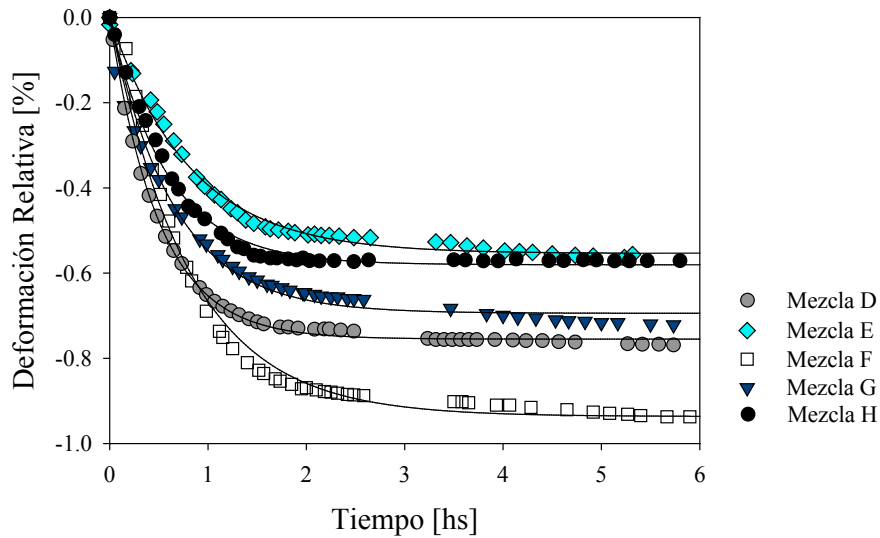 Deformación Relativa [%]
0.0
-0.2
-0.4
-0.6
-0.8
-1.0
0
1
2
3
4
5
6
Tiempo [hs]
Mezcla D
Mezcla E
Mezcla F
Mezcla G
Mezcla H